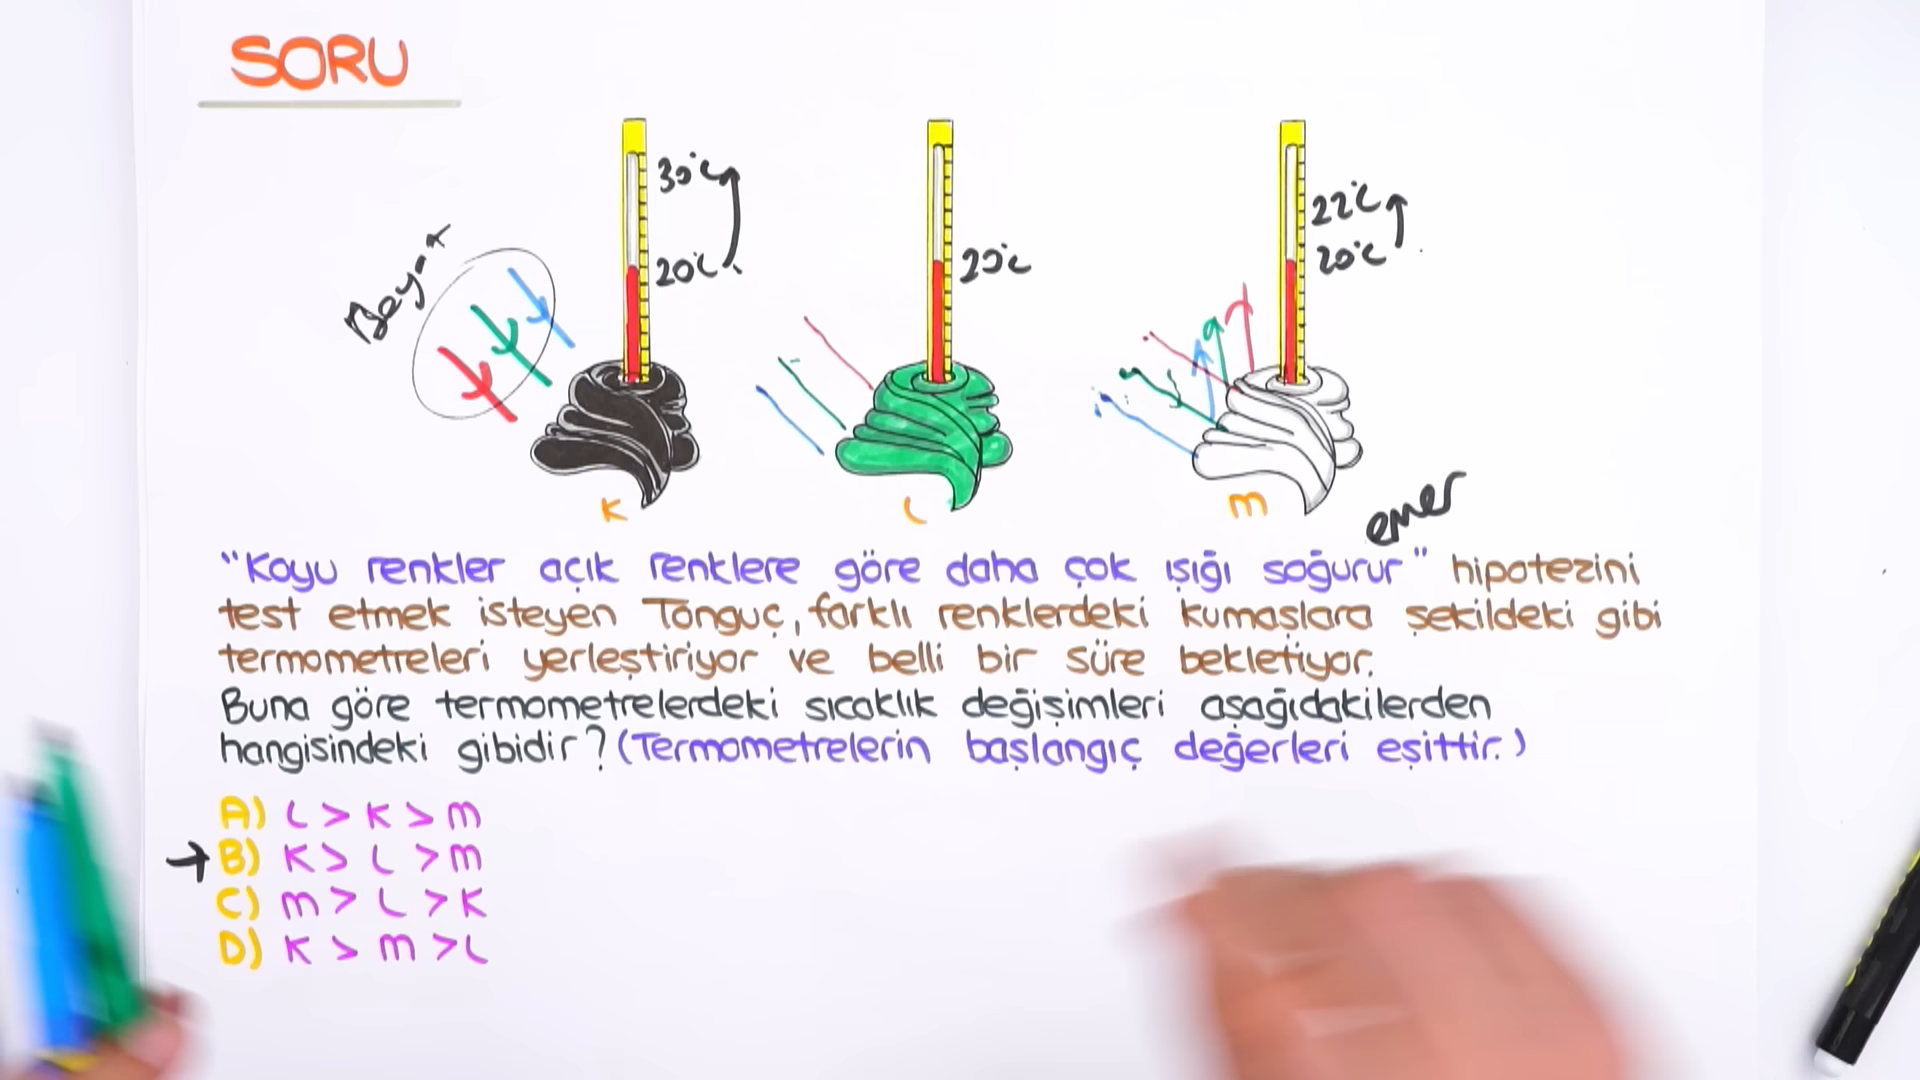 SORU
30°C
20°C
20°C
22°C
20°C
Beyaz
K
L
M
emer
"Koyu renkler açık renklere göre daha çok ışığı soğurur" hipotezini
test etmek isteyen Tonguç, farklı renklerdeki kumaşlara şekildeki gibi
termometreleri yerleştiriyor ve belli bir süre bekletiyor.
Buna göre termometrelerdeki sıcaklık değişimleri aşağıdakilerden
hangisindeki gibidir? (Termometrelerin başlangıç değerleri eşittir.)
A) L > K > M
→ B) K > L > M
C) M > L > K
D) K > M > L